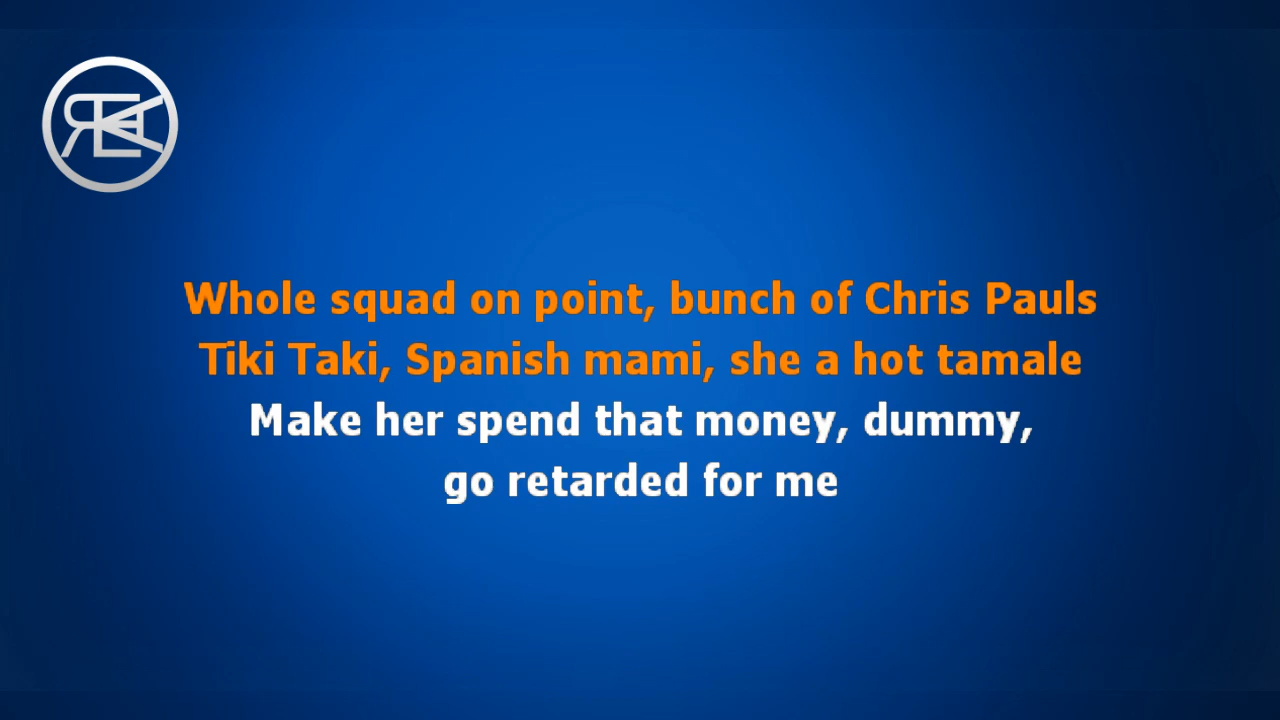 Whole squad on point, bunch of Chris Pauls
Tiki Taki, Spanish mami, she a hot tamale
Make her spend that money, dummy,
go retarded for me